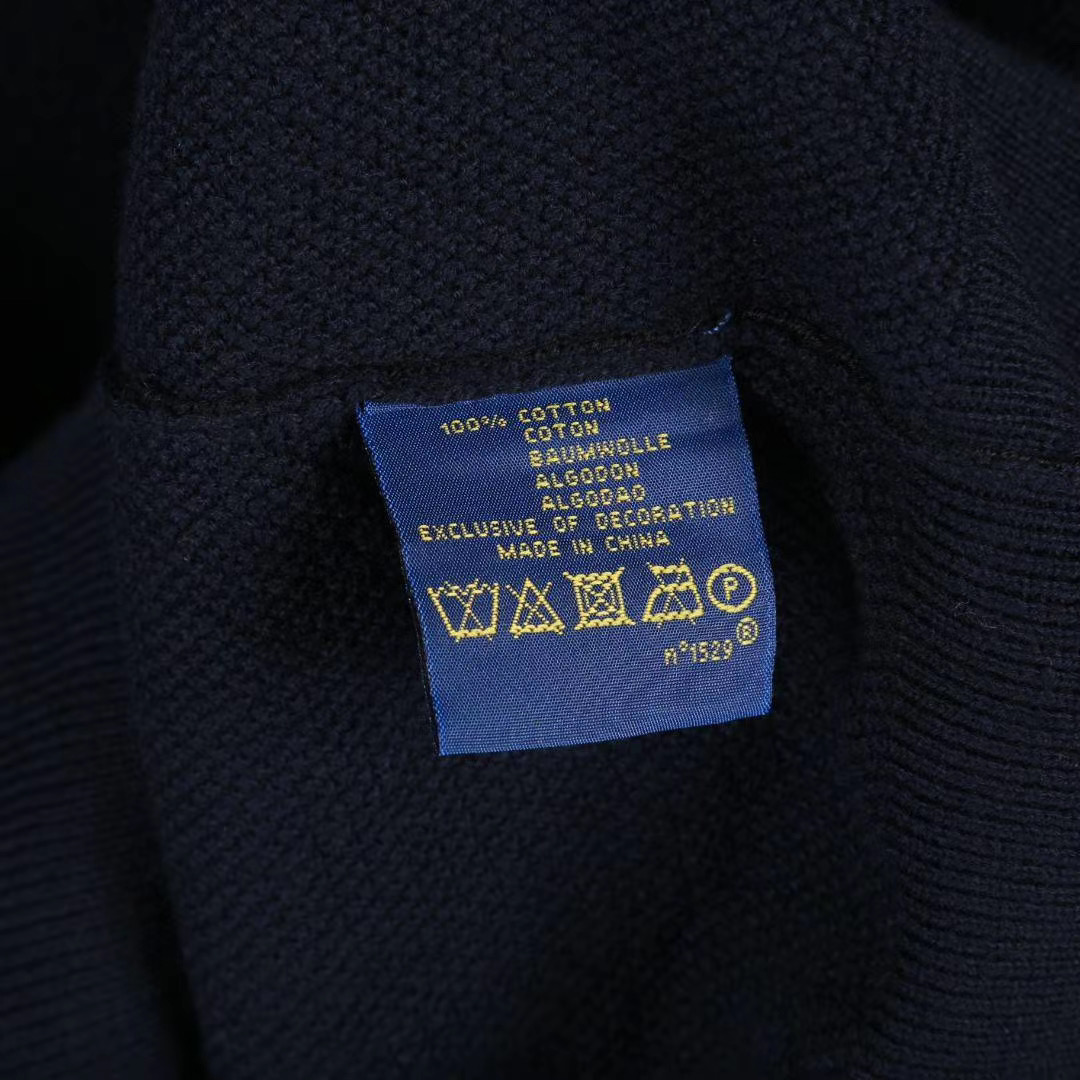 100% COTTON
COTON
BAUMWOLLE
ALGODON
ALGODAO
EXCLUSIVE OF DECORATION
MADE IN CHINA
P
n°1529 ®